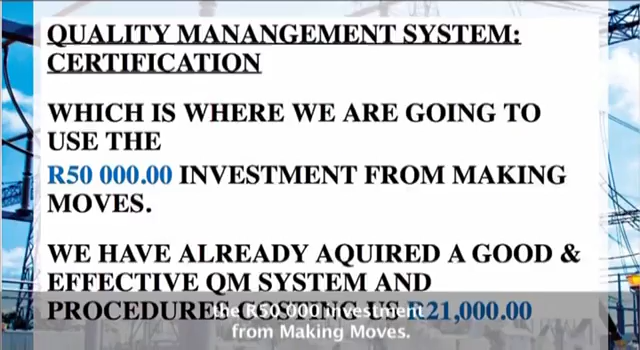 QUALITY MANANGEMENT SYSTEM:
CERTIFICATION
WHICH IS WHERE WE ARE GOING TO
USE THE
R50 000.00 INVESTMENT FROM MAKING
MOVES.
WE HAVE ALREADY AQUIRED A GOOD &
EFFECTIVE QM SYSTEM AND
PROCEDURES COSTING US R21,000.00
the R50 000 investment
from Making Moves.